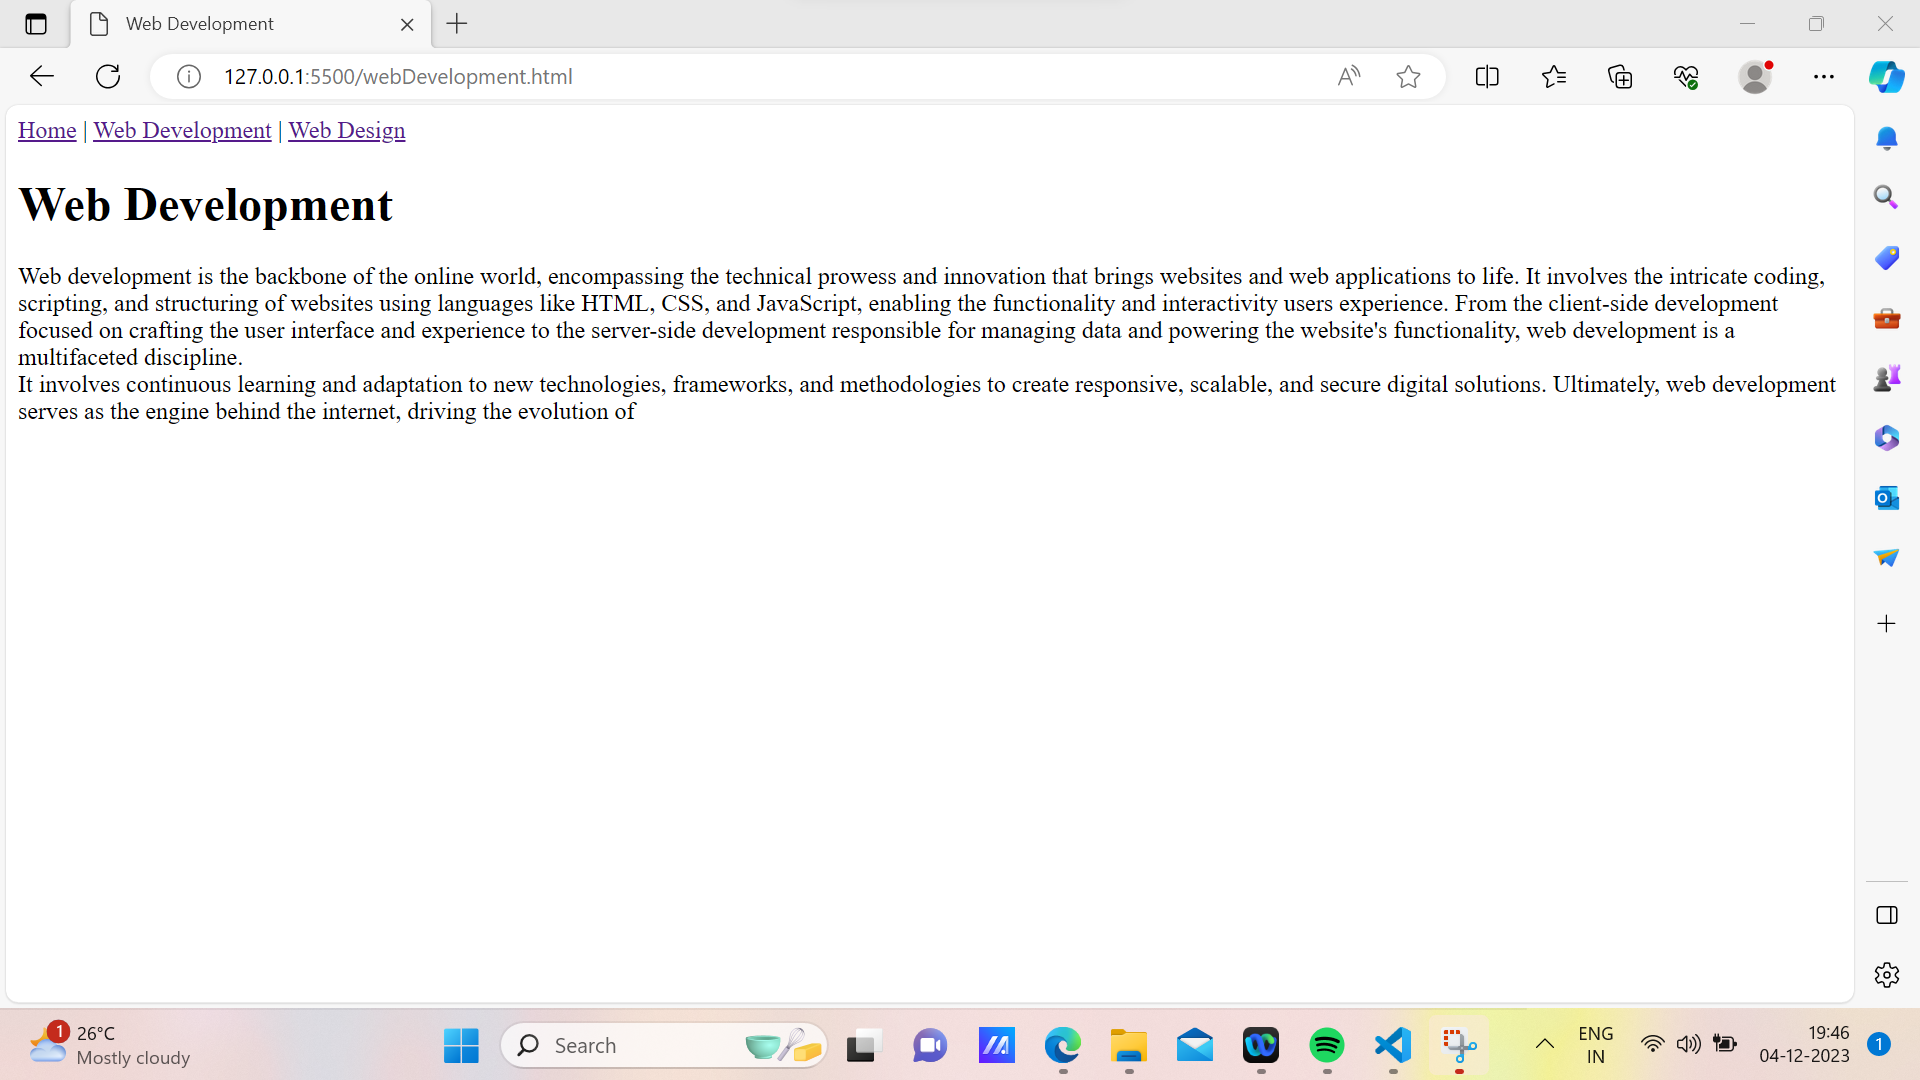 Web Development
127.0.0.1:5500/webDevelopment.html
Home | Web Development | Web Design
Web Development
Web development is the backbone of the online world, encompassing the technical prowess and innovation that brings websites and web applications to life. It involves the intricate coding,
scripting, and structuring of websites using languages like HTML, CSS, and JavaScript, enabling the functionality and interactivity users experience. From the client-side development
focused on crafting the user interface and experience to the server-side development responsible for managing data and powering the website's functionality, web development is a
multifaceted discipline.
It involves continuous learning and adaptation to new technologies, frameworks, and methodologies to create responsive, scalable, and secure digital solutions. Ultimately, web development
serves as the engine behind the internet, driving the evolution of
1
26°C
Mostly cloudy
Search
ENG
IN
19:46
04-12-2023
1